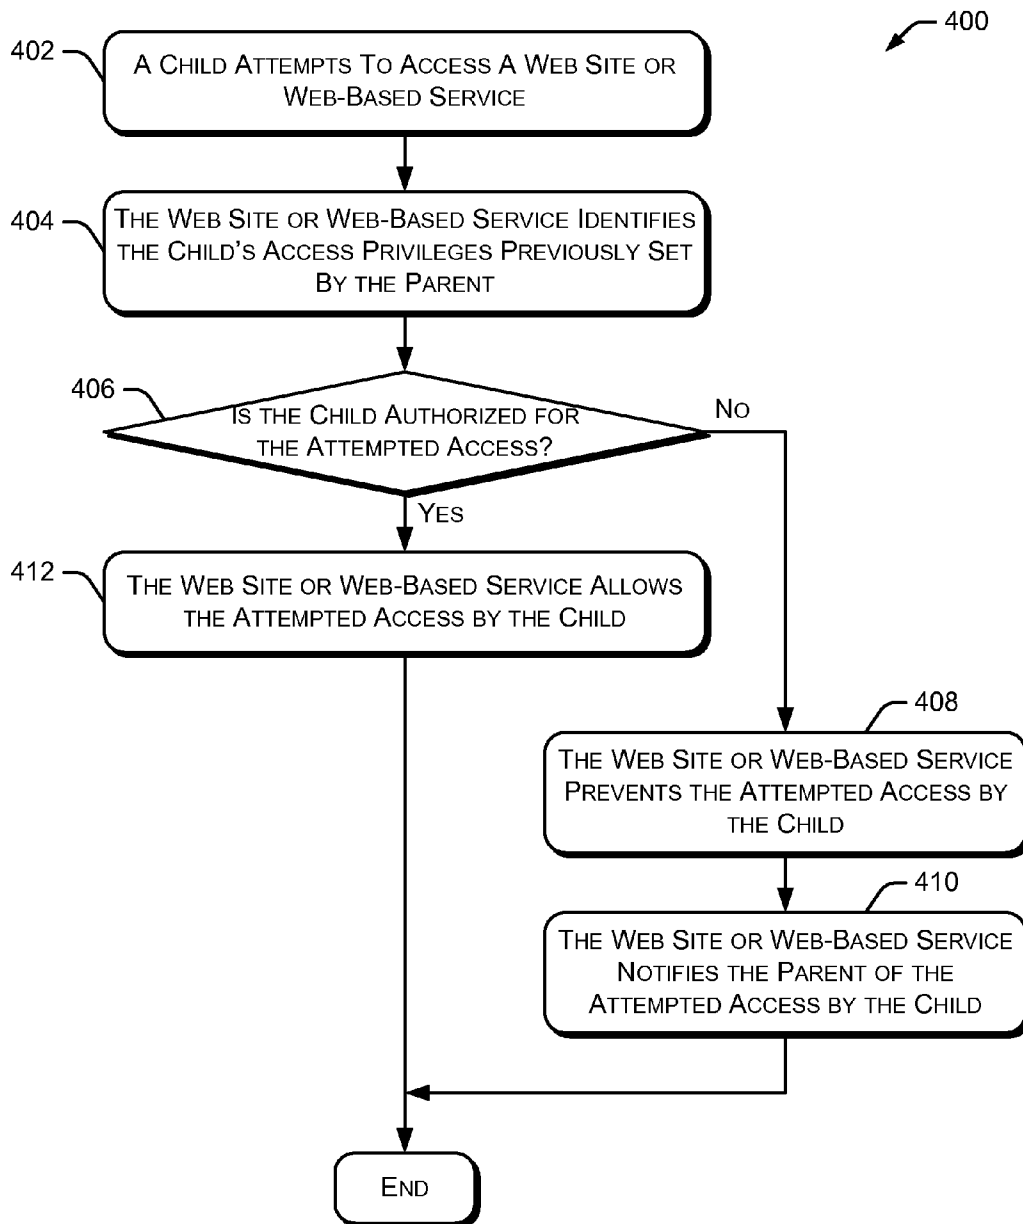 400
402
A CHILD ATTEMPTS TO ACCESS A WEB SITE OR
WEB-BASED SERVICE
404
THE WEB SITE OR WEB-BASED SERVICE IDENTIFIES
THE CHILD'S ACCESS PRIVILEGES PREVIOUSLY SET
BY THE PARENT
406
IS THE CHILD AUTHORIZED FOR
THE ATTEMPTED ACCESS?
NO
YES
412
THE WEB SITE OR WEB-BASED SERVICE ALLOWS
THE ATTEMPTED ACCESS BY THE CHILD
408
THE WEB SITE OR WEB-BASED SERVICE
PREVENTS THE ATTEMPTED ACCESS BY
THE CHILD
410
THE WEB SITE OR WEB-BASED SERVICE
NOTIFIES THE PARENT OF THE
ATTEMPTED ACCESS BY THE CHILD
END